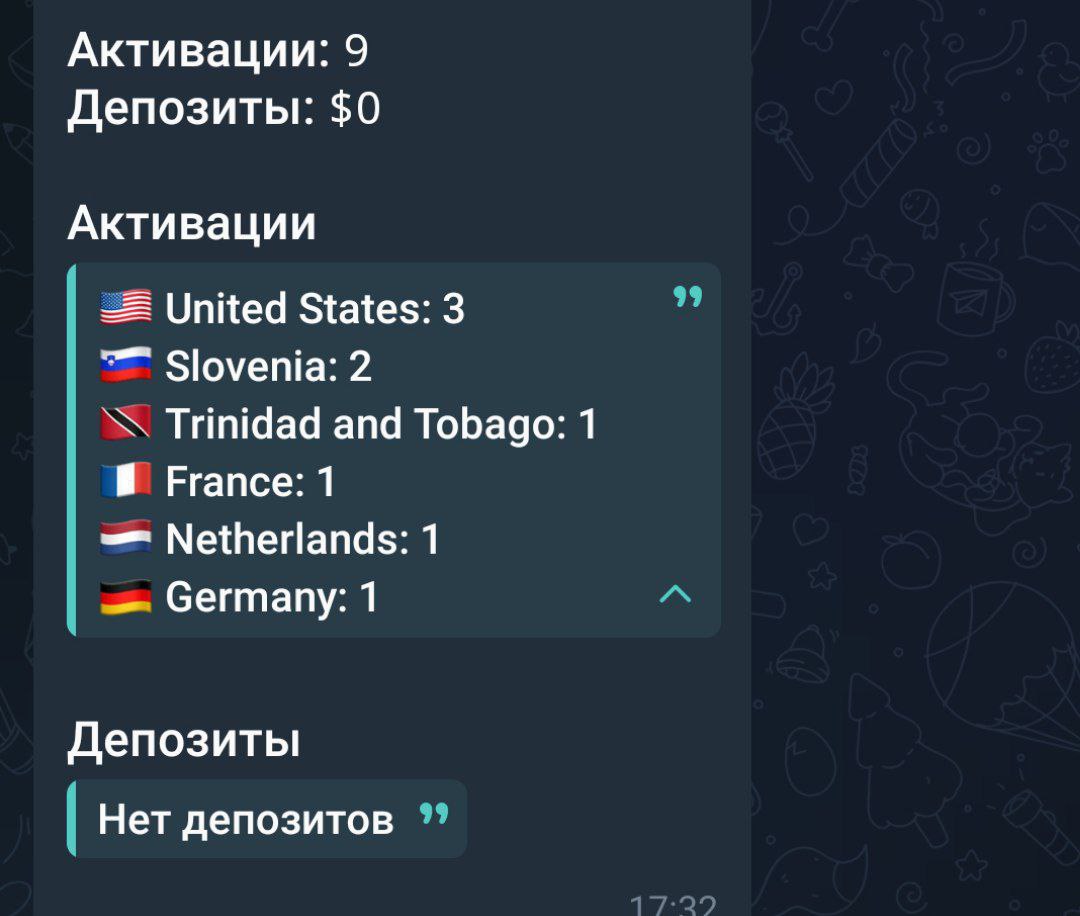 Активации: 9
Депозиты: $0
Активации
United States: 3
Slovenia: 2
Trinidad and Tobago: 1
France: 1
Netherlands: 1
Germany: 1
Депозиты
Нет депозитов
17:32